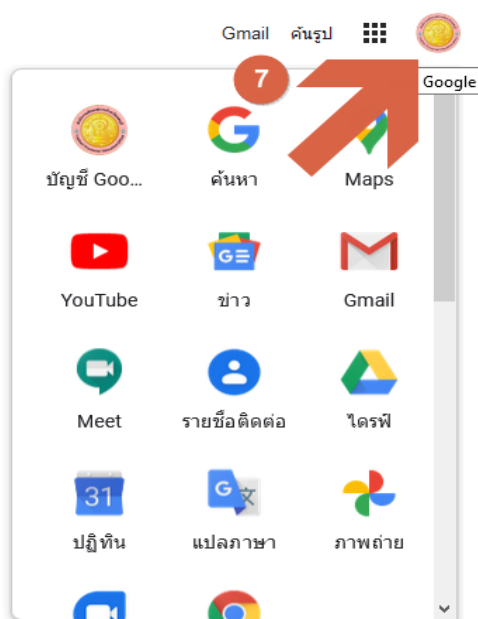 Gmail ค้นรูป
7
Google
บัญชี Goo...
ค้นหา
Maps
YouTube
ข่าว
Gmail
Meet
รายชื่อติดต่อ
ไดรฟ์
31
ปฏิทิน
แปลภาษา
ภาพถ่าย